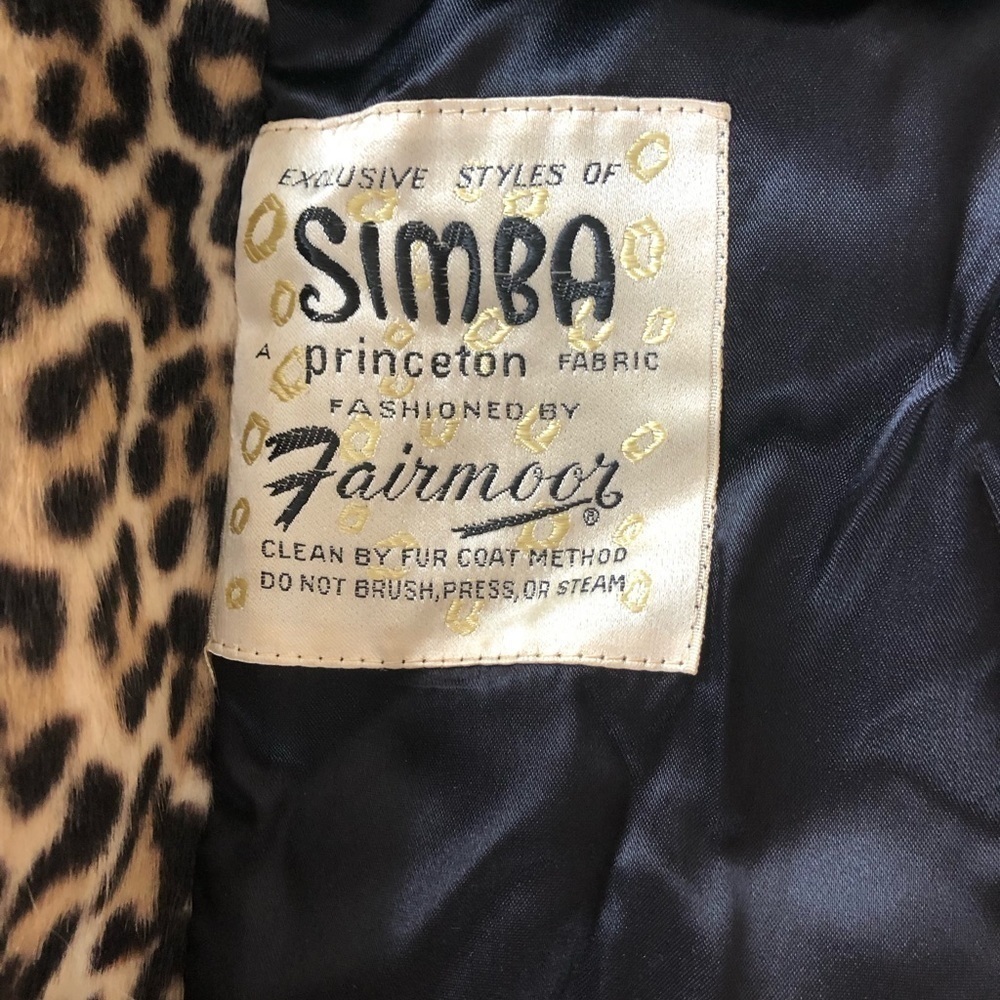 EXCLUSIVE STYLES OF
SIMBA
A princeton FABRIC
FASHIONED BY
Fairmoor®
CLEAN BY FUR COAT METHOD
DO NOT BRUSH, PRESS, OR STEAM